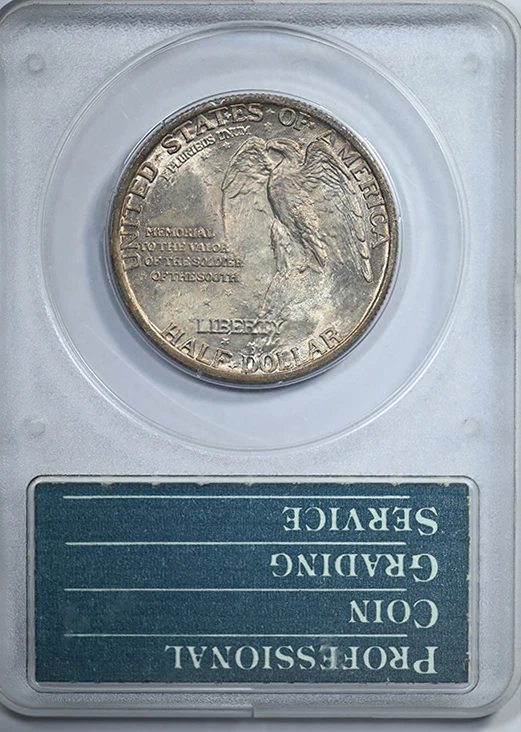 UNITED STATES OF AMERICA
E PLURIBUS UNUM
MEMORIAL
TO THE VALOR
OF THE SOLDIER
OF THE SOUTH
LIBERTY
HALF DOLLAR
PROFESSIONAL
COIN
GRADING
SERVICE